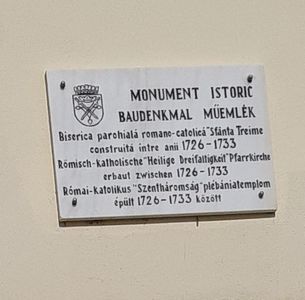 MONUMENT ISTORIC
BAUDENKMAL MŰEMLÉK
Biserica parohială romano-catolică "Sfânta Treime
construită între anii 1726-1733
Römisch-katholische "Heilige Dreifaltigkeit" Pfarrkirche
erbaut zwischen 1726-1733
Római-katolikus "Szentháromság" plébániatemplom
épült 1726-1733 között